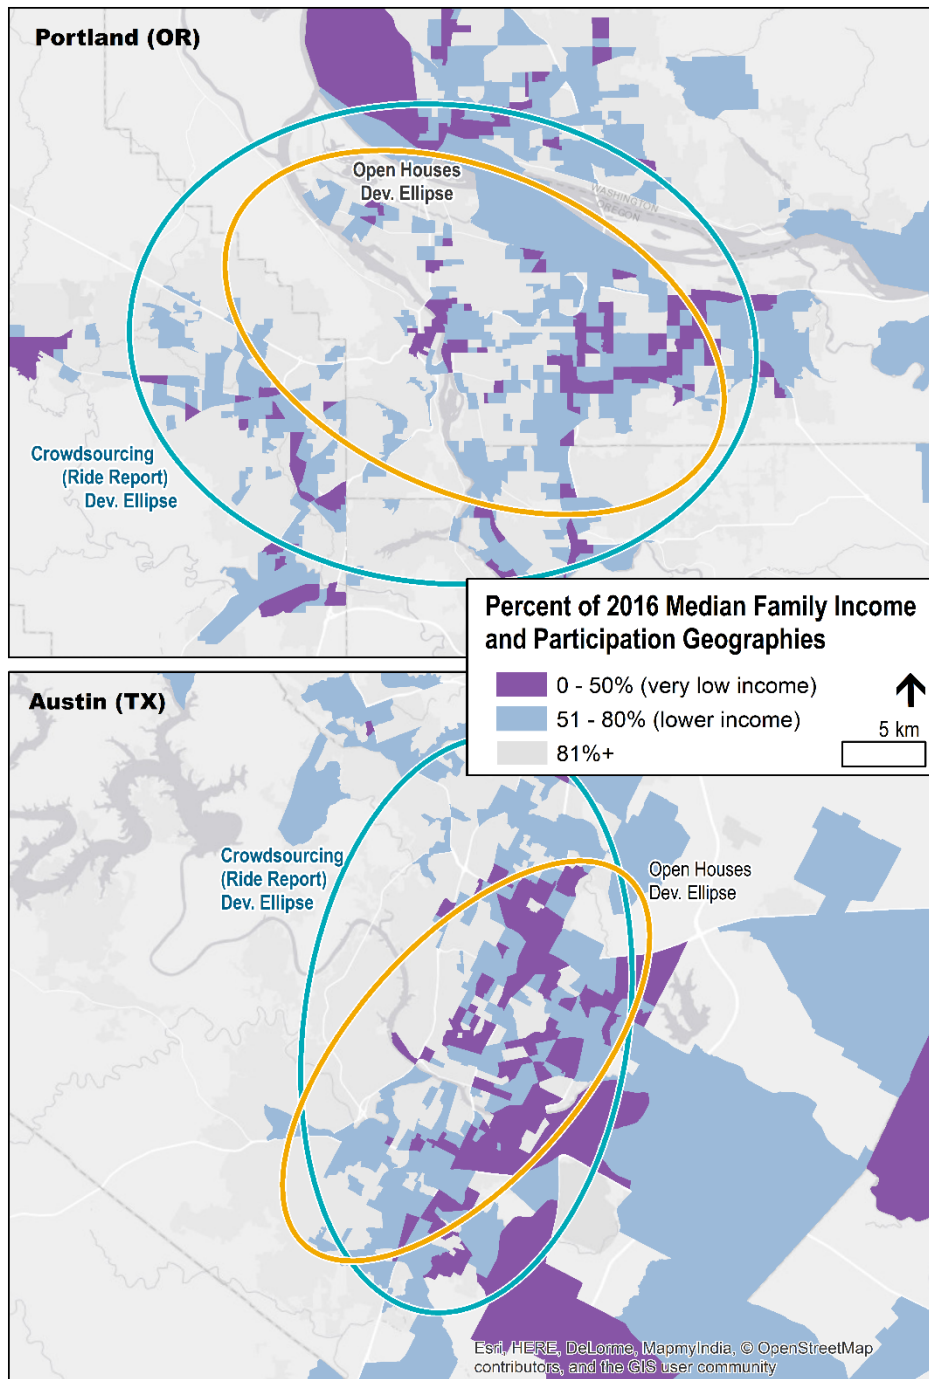 Portland (OR)
Open Houses
Dev. Ellipse
WASHINGTON
OREGON
Crowdsourcing
(Ride Report)
Dev. Ellipse
Percent of 2016 Median Family Income
and Participation Geographies
0 - 50% (very low income)
51 - 80% (lower income)
81%+
5 km
Austin (TX)
Crowdsourcing
(Ride Report)
Dev. Ellipse
Open Houses
Dev. Ellipse
Esri, HERE, DeLorme, MapmyIndia, © OpenStreetMap
contributors, and the GIS user community